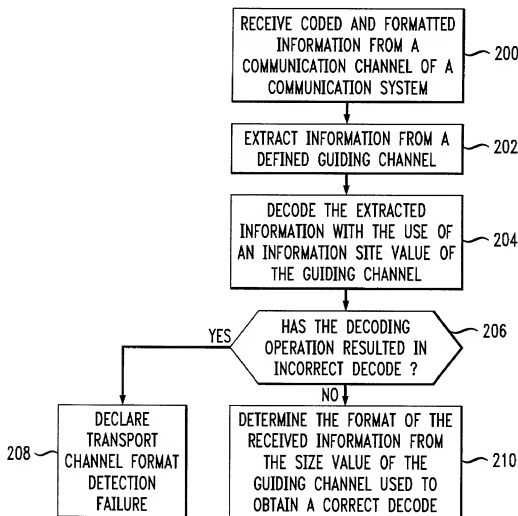 RECEIVE CODED AND FORMATTED
INFORMATION FROM A
COMMUNICATION CHANNEL OF A
COMMUNICATION SYSTEM
200
EXTRACT INFORMATION FROM A
DEFINED GUIDING CHANNEL
202
DECODE THE EXTRACTED
INFORMATION WITH THE USE OF
AN INFORMATION SITE VALUE OF
THE GUIDING CHANNEL
204
HAS THE DECODING
OPERATION RESULTED IN
INCORRECT DECODE ?
206
YES
NO
DECLARE
TRANSPORT
CHANNEL FORMAT
DETECTION
FAILURE
208
DETERMINE THE FORMAT OF THE
RECEIVED INFORMATION FROM
THE SIZE VALUE OF THE
GUIDING CHANNEL USED TO
OBTAIN A CORRECT DECODE
210